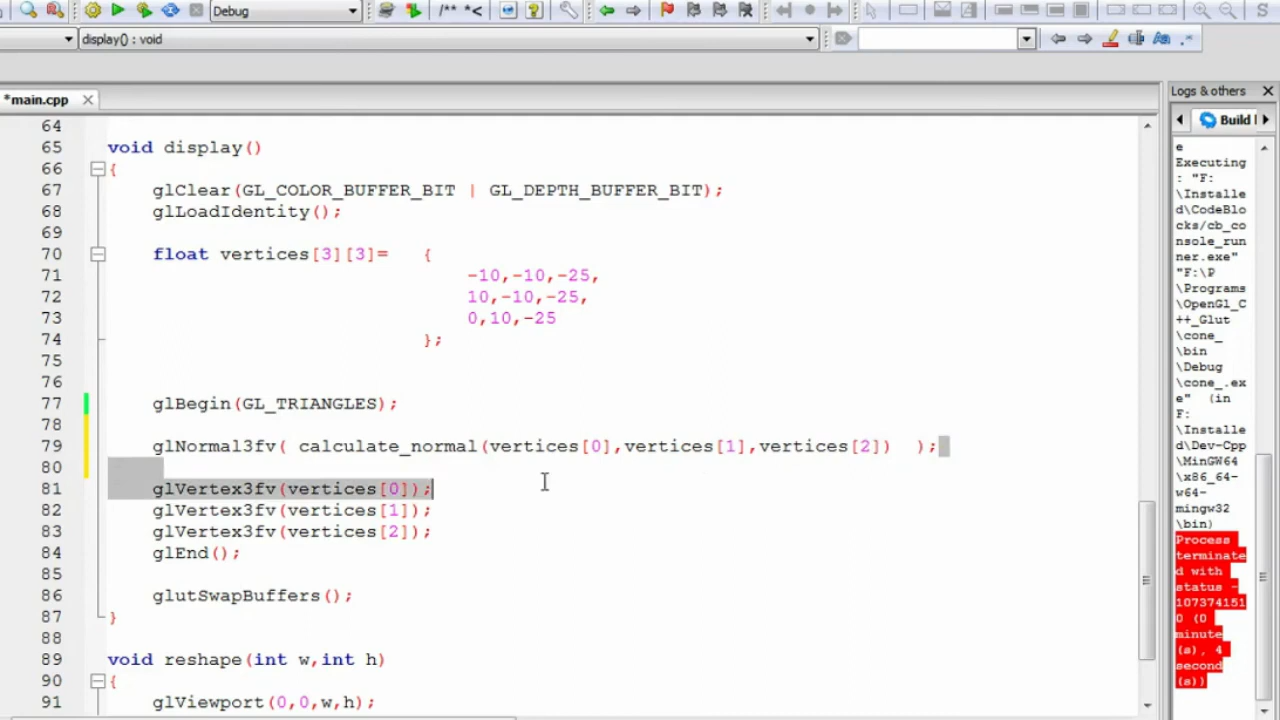 Debug
/** *<
display() : void
*main.cpp
Logs & others
Build
64
65 void display()
66 {
67 glClear(GL_COLOR_BUFFER_BIT | GL_DEPTH_BUFFER_BIT);
68 glLoadIdentity();
69
70 float vertices[3][3]= {
71 -10,-10,-25,
72 10,-10,-25,
73 0,10,-25
74 };
75
76
77 glBegin(GL_TRIANGLES);
78
79 glNormal3fv( calculate_normal(vertices[0],vertices[1],vertices[2]) );
80
81 glVertex3fv(vertices[0]);
82 glVertex3fv(vertices[1]);
83 glVertex3fv(vertices[2]);
84 glEnd();
85
86 glutSwapBuffers();
87 }
88
89 void reshape(int w,int h)
90 {
91 glViewport(0,0,w,h);
e
Executing
: "F:
\Installe
d\CodeBlo
cks/cb_co
nsole_run
ner.exe"
"F:\P
\Programs
\OpenGl_C
++_Glut
\cone_
\bin
\Debug
\cone_.ex
e" (in
F:
\Installe
d\Dev-Cpp
\MinGW64
\x86_64-
w64-
mingw32
\bin)
Process
terminate
d with
status -
107374151
0 (0
minute
(s), 4
second
(s))